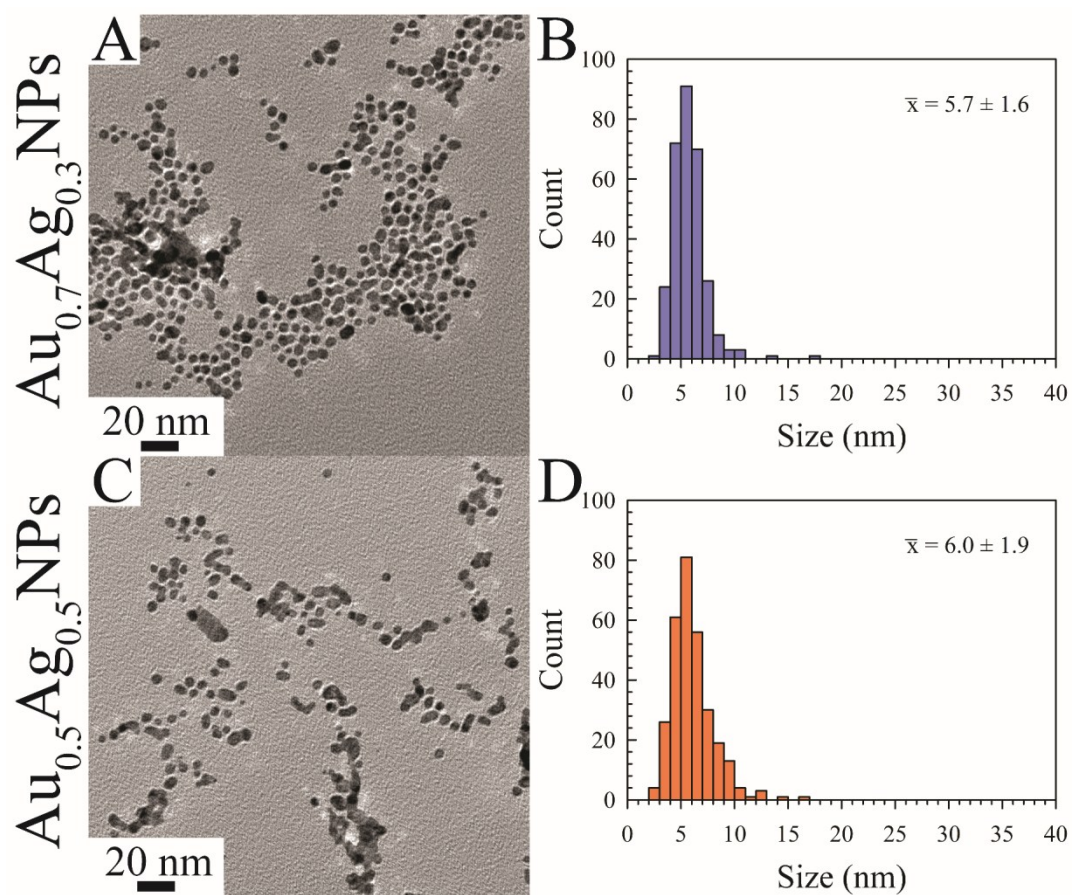 Au0.7Ag0.3NPs
A
20 nm
B
x̄ = 5.7 ± 1.6
Count
100
80
60
40
20
0
0 5 10 15 20 25 30 35 40
Size (nm)
Au0.5Ag0.5NPs
C
20 nm
D
x̄ = 6.0 ± 1.9
Count
100
80
60
40
20
0
0 5 10 15 20 25 30 35 40
Size (nm)